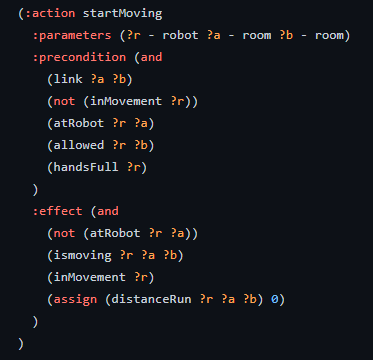 (:action startMoving
  :parameters (?r - robot ?a - room ?b - room)
  :precondition (and
    (link ?a ?b)
    (not (inMovement ?r))
    (atRobot ?r ?a)
    (allowed ?r ?b)
    (handsFull ?r)
  )
  :effect (and
    (not (atRobot ?r ?a))
    (ismoving ?r ?a ?b)
    (inMovement ?r)
    (assign (distanceRun ?r ?a ?b) 0)
  )
)